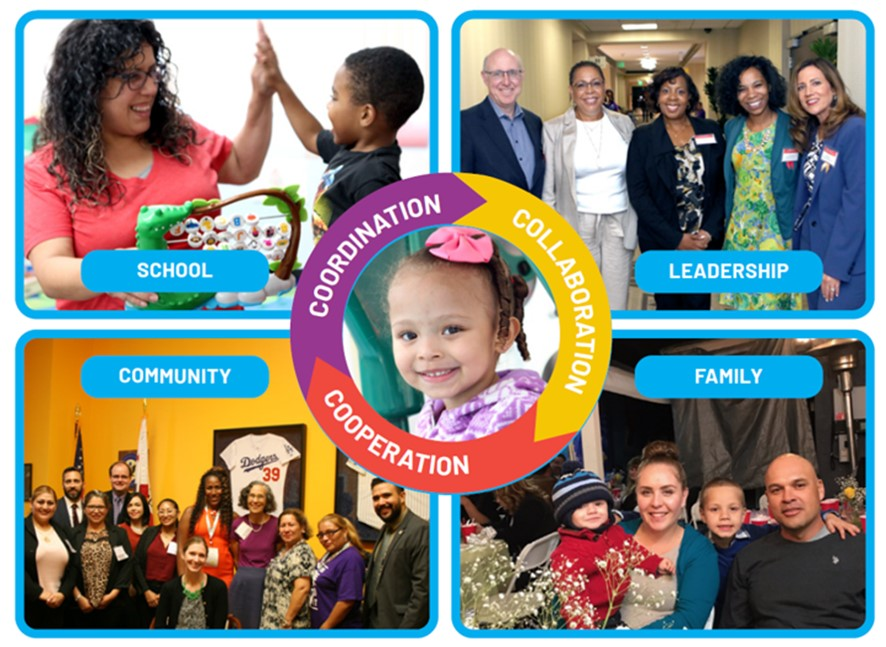 SCHOOL
LEADERSHIP
COORDINATION
COLLABORATION
COOPERATION
COMMUNITY
FAMILY
Dodgers
39